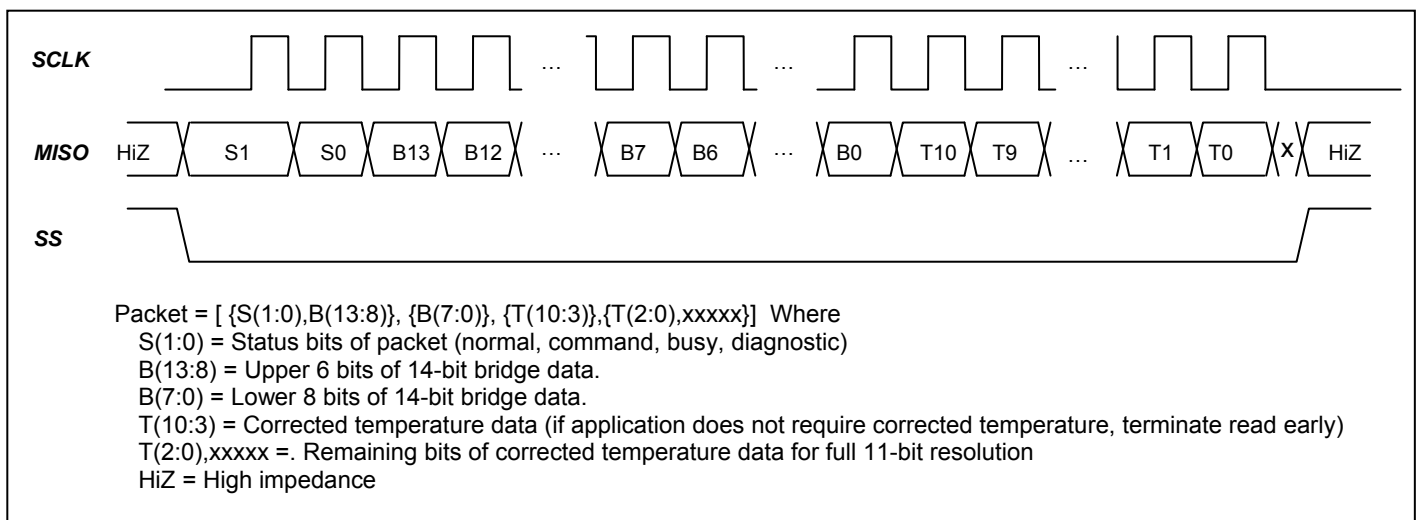 SCLK ... ... ...
MISO HiZ S1 S0 B13 B12 ... B7 B6 ... B0 T10 T9 ... T1 T0 X HiZ
SS
Packet = [ {S(1:0),B(13:8)}, {B(7:0)}, {T(10:3)},{T(2:0),xxxxx}] Where
S(1:0) = Status bits of packet (normal, command, busy, diagnostic)
B(13:8) = Upper 6 bits of 14-bit bridge data.
B(7:0) = Lower 8 bits of 14-bit bridge data.
T(10:3) = Corrected temperature data (if application does not require corrected temperature, terminate read early)
T(2:0),xxxxx =. Remaining bits of corrected temperature data for full 11-bit resolution
HiZ = High impedance